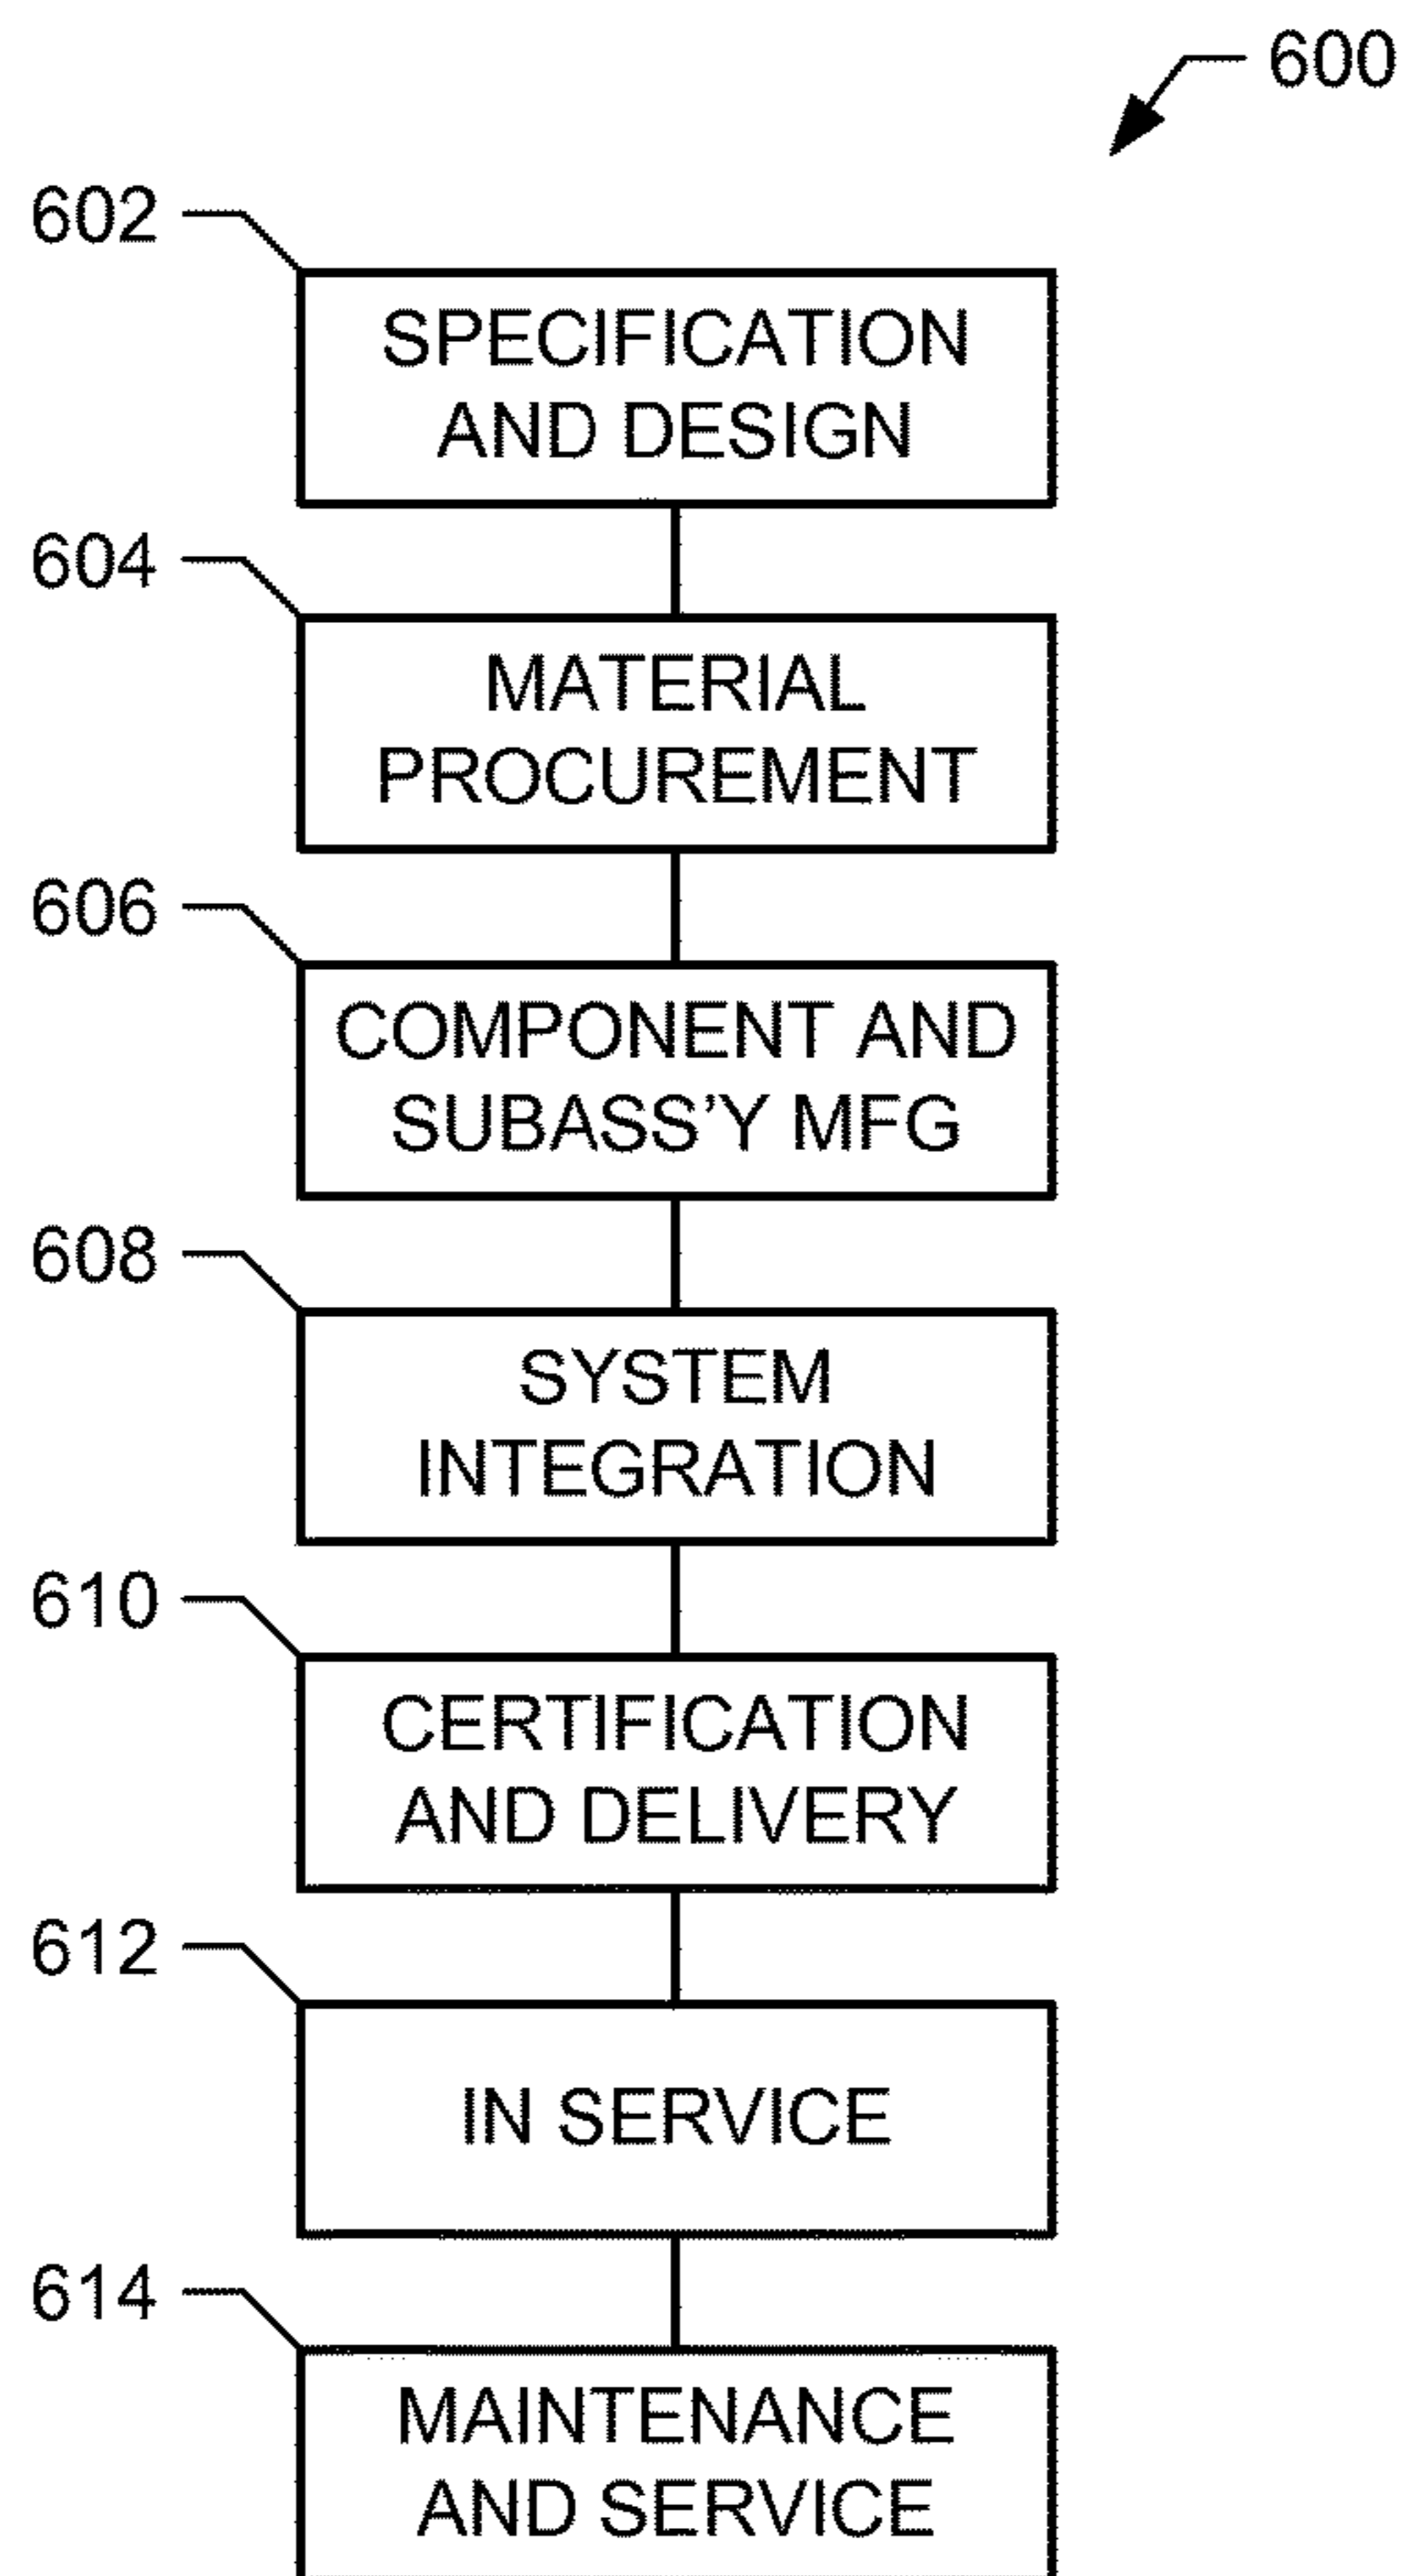 600
602
SPECIFICATION
AND DESIGN
604
MATERIAL
PROCUREMENT
606
COMPONENT AND
SUBASS’Y MFG
608
SYSTEM
INTEGRATION
610
CERTIFICATION
AND DELIVERY
612
IN SERVICE
614
MAINTENANCE
AND SERVICE